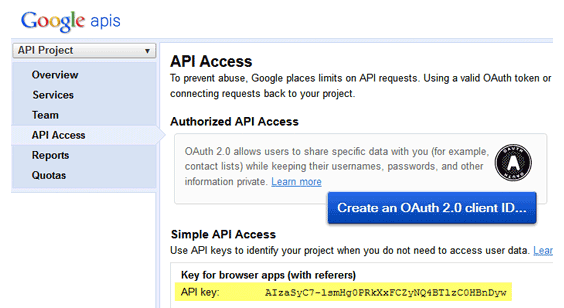 Google apis
API Project
Overview
Services
Team
API Access
Reports
Quotas
API Access
To prevent abuse, Google places limits on API requests. Using a valid OAuth token or
connecting requests back to your project.
Authorized API Access
OAuth 2.0 allows users to share specific data with you (for example,
contact lists) while keeping their usernames, passwords, and other
information private. Learn more
Create an OAuth 2.0 client ID...
Simple API Access
Use API keys to identify your project when you do not need to access user data. Lear
Key for browser apps (with referers)
API key: AIzaSyC7-lsmHg0PRkXxFCZyNQ4BTlzC0HBnDyw